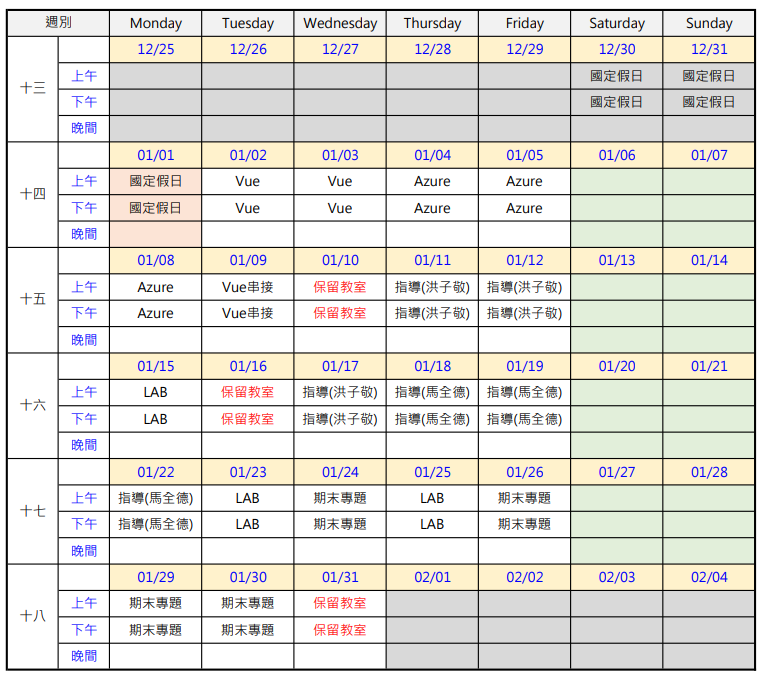 週別 Monday Tuesday Wednesday Thursday Friday Saturday Sunday
12/25 12/26 12/27 12/28 12/29 12/30 12/31
十三
上午 國定假日 國定假日
下午 國定假日 國定假日
晚間
01/01 01/02 01/03 01/04 01/05 01/06 01/07
十四
上午 國定假日 Vue Vue Azure Azure
下午 國定假日 Vue Vue Azure Azure
晚間
01/08 01/09 01/10 01/11 01/12 01/13 01/14
十五
上午 Azure Vue串接 保留教室 指導(洪子敬) 指導(洪子敬)
下午 Azure Vue串接 保留教室 指導(洪子敬) 指導(洪子敬)
晚間
01/15 01/16 01/17 01/18 01/19 01/20 01/21
十六
上午 LAB 保留教室 指導(洪子敬) 指導(馬全德) 指導(馬全德)
下午 LAB 保留教室 指導(洪子敬) 指導(馬全德) 指導(馬全德)
晚間
01/22 01/23 01/24 01/25 01/26 01/27 01/28
十七
上午 指導(馬全德) LAB 期末專題 LAB 期末專題
下午 指導(馬全德) LAB 期末專題 LAB 期末專題
晚間
01/29 01/30 01/31 02/01 02/02 02/03 02/04
十八
上午 期末專題 期末專題 保留教室
下午 期末專題 期末專題 保留教室
晚間